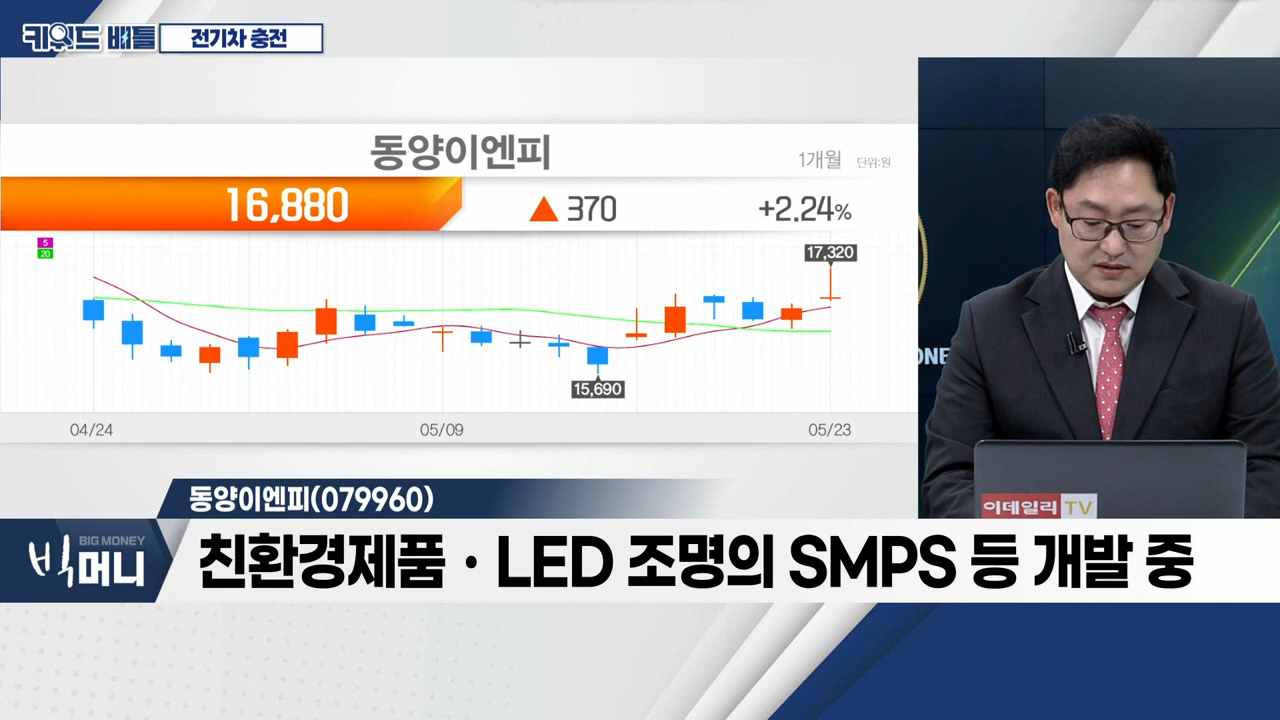 키워드 배틀 전기차 충전
동양이엔피
1개월 단위:원
16,880 ▲ 370 +2.24%
5
20
17,320
15,690
04/24 05/09 05/23
ONE
이데일리 TV
동양이엔피(079960)
BIG MONEY
빅머니
친환경제품 · LED 조명의 SMPS 등 개발 중